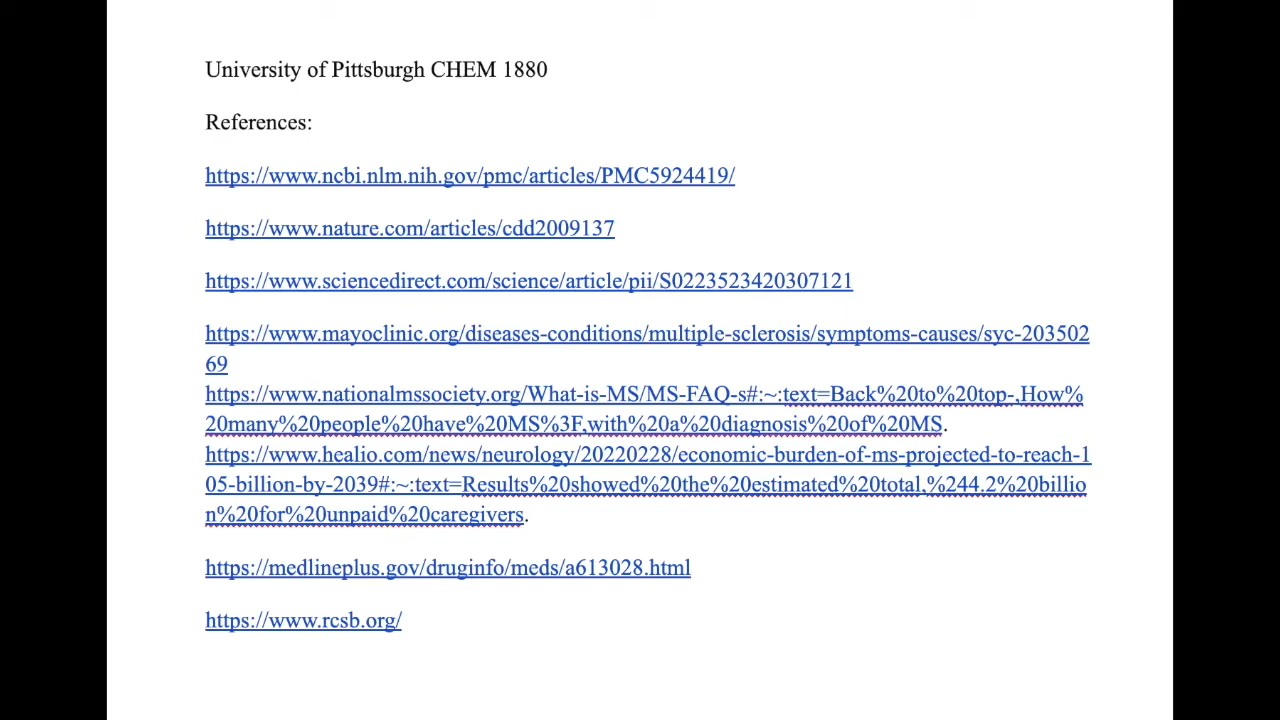 University of Pittsburgh CHEM 1880
References:
https://www.ncbi.nlm.nih.gov/pmc/articles/PMC5924419/
https://www.nature.com/articles/cdd2009137
https://www.sciencedirect.com/science/article/pii/S0223523420307121
https://www.mayoclinic.org/diseases-conditions/multiple-sclerosis/symptoms-causes/syc-203502
69
https://www.nationalmssociety.org/What-is-MS/MS-FAQ-s#:~:text=Back%20to%20top-,How%
20many%20people%20have%20MS%3F,with%20a%20diagnosis%20of%20MS.
https://www.healio.com/news/neurology/20220228/economic-burden-of-ms-projected-to-reach-1
05-billion-by-2039#:~:text=Results%20showed%20the%20estimated%20total,%244.2%20billio
n%20for%20unpaid%20caregivers.
https://medlineplus.gov/druginfo/meds/a613028.html
https://www.rcsb.org/